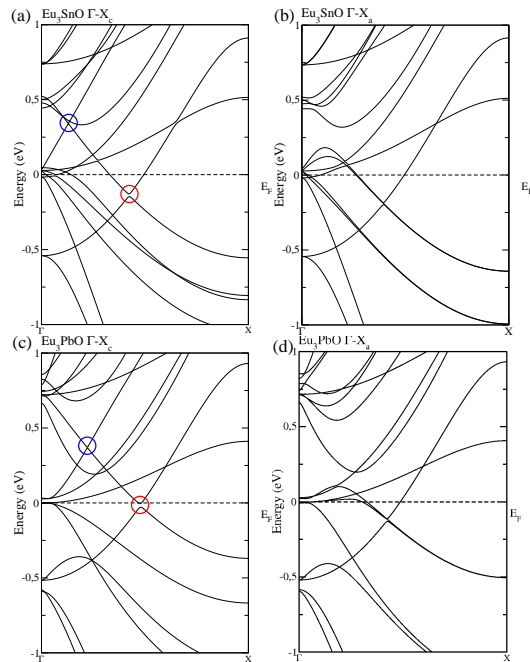 (a) Eu3SnO Γ-Xc
(b) Eu3SnO Γ-Xa
1
0,5
0
-0,5
-1
Energy (eV)
Γ
X
EF
1
0,5
0
-0,5
-1
Energy (eV)
Γ
X
EF
(c) Eu3PbO Γ-Xc
(d) Eu3PbO Γ-Xa
1
0,5
0
-0,5
-1
Energy (eV)
Γ
X
EF
1
0,5
0
-0,5
-1
Energy (eV)
Γ
X
EF